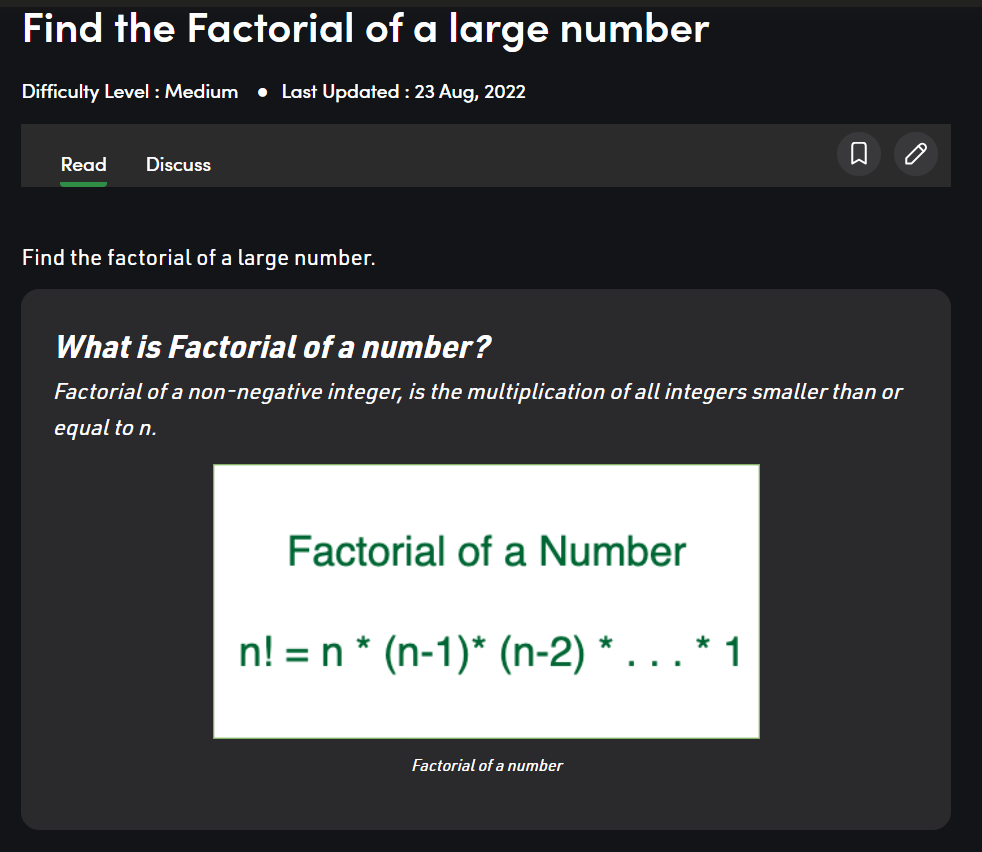 Find the Factorial of a large number
Difficulty Level : Medium ● Last Updated : 23 Aug, 2022
Read Discuss
Find the factorial of a large number.
What is Factorial of a number?
Factorial of a non-negative integer, is the multiplication of all integers smaller than or
equal to n.
Factorial of a Number
n! = n * (n-1)* (n-2) * . . . * 1
Factorial of a number